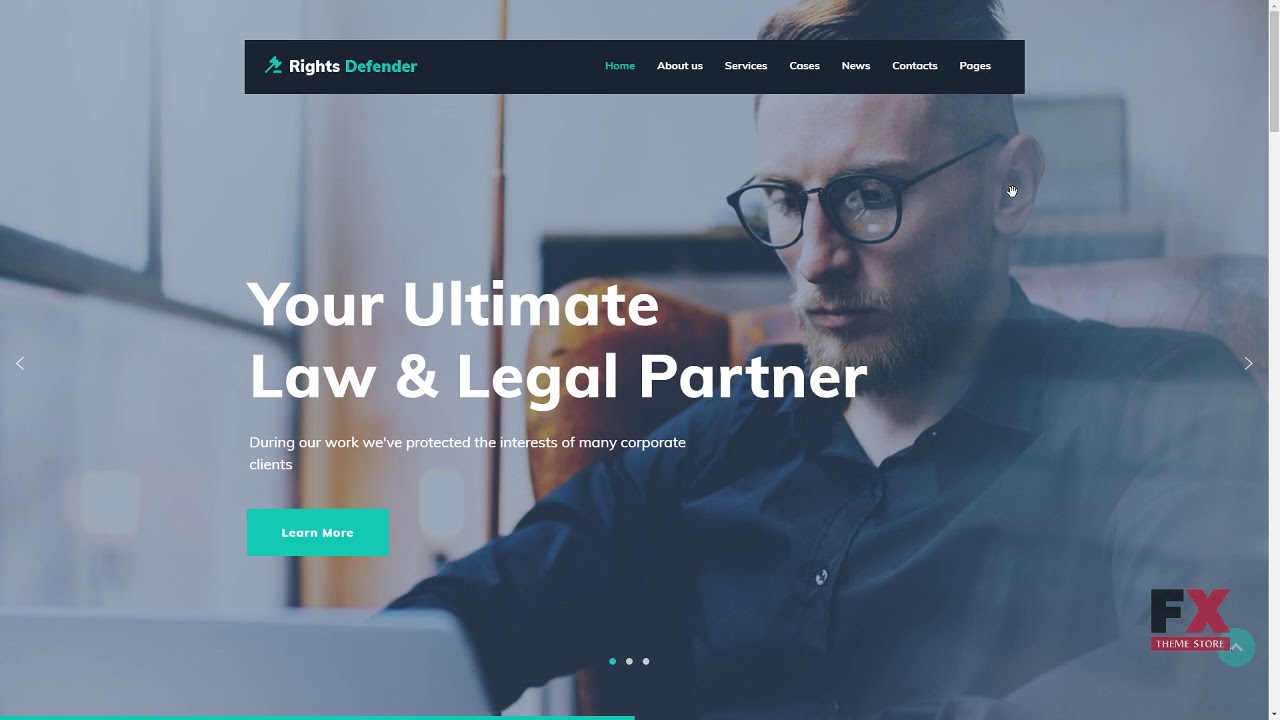 Rights Defender
Home About us Services Cases News Contacts Pages
Your Ultimate
Law & Legal Partner
During our work we've protected the interests of many corporate
clients
Learn More
FX
THEME STORE